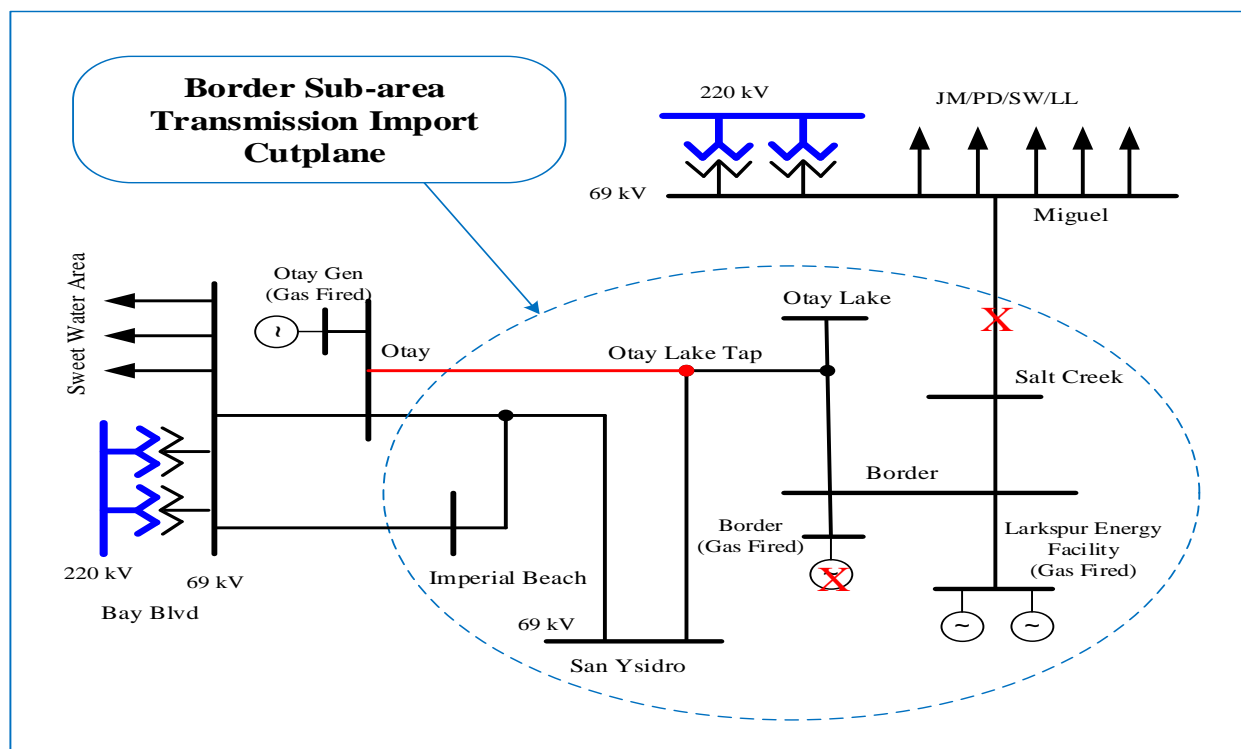 Border Sub-area
Transmission Import
Cutplane
220 kV
JM/PD/SW/LL
69 kV
Miguel
Sweet Water Area
Otay Gen
(Gas Fired)
~
Otay
Otay Lake
Otay Lake Tap
X
Salt Creek
Border
Border
(Gas Fired)
X
Larkspur Energy
Facility
(Gas Fired)
~
~
Imperial Beach
220 kV
69 kV
Bay Blvd
69 kV
San Ysidro